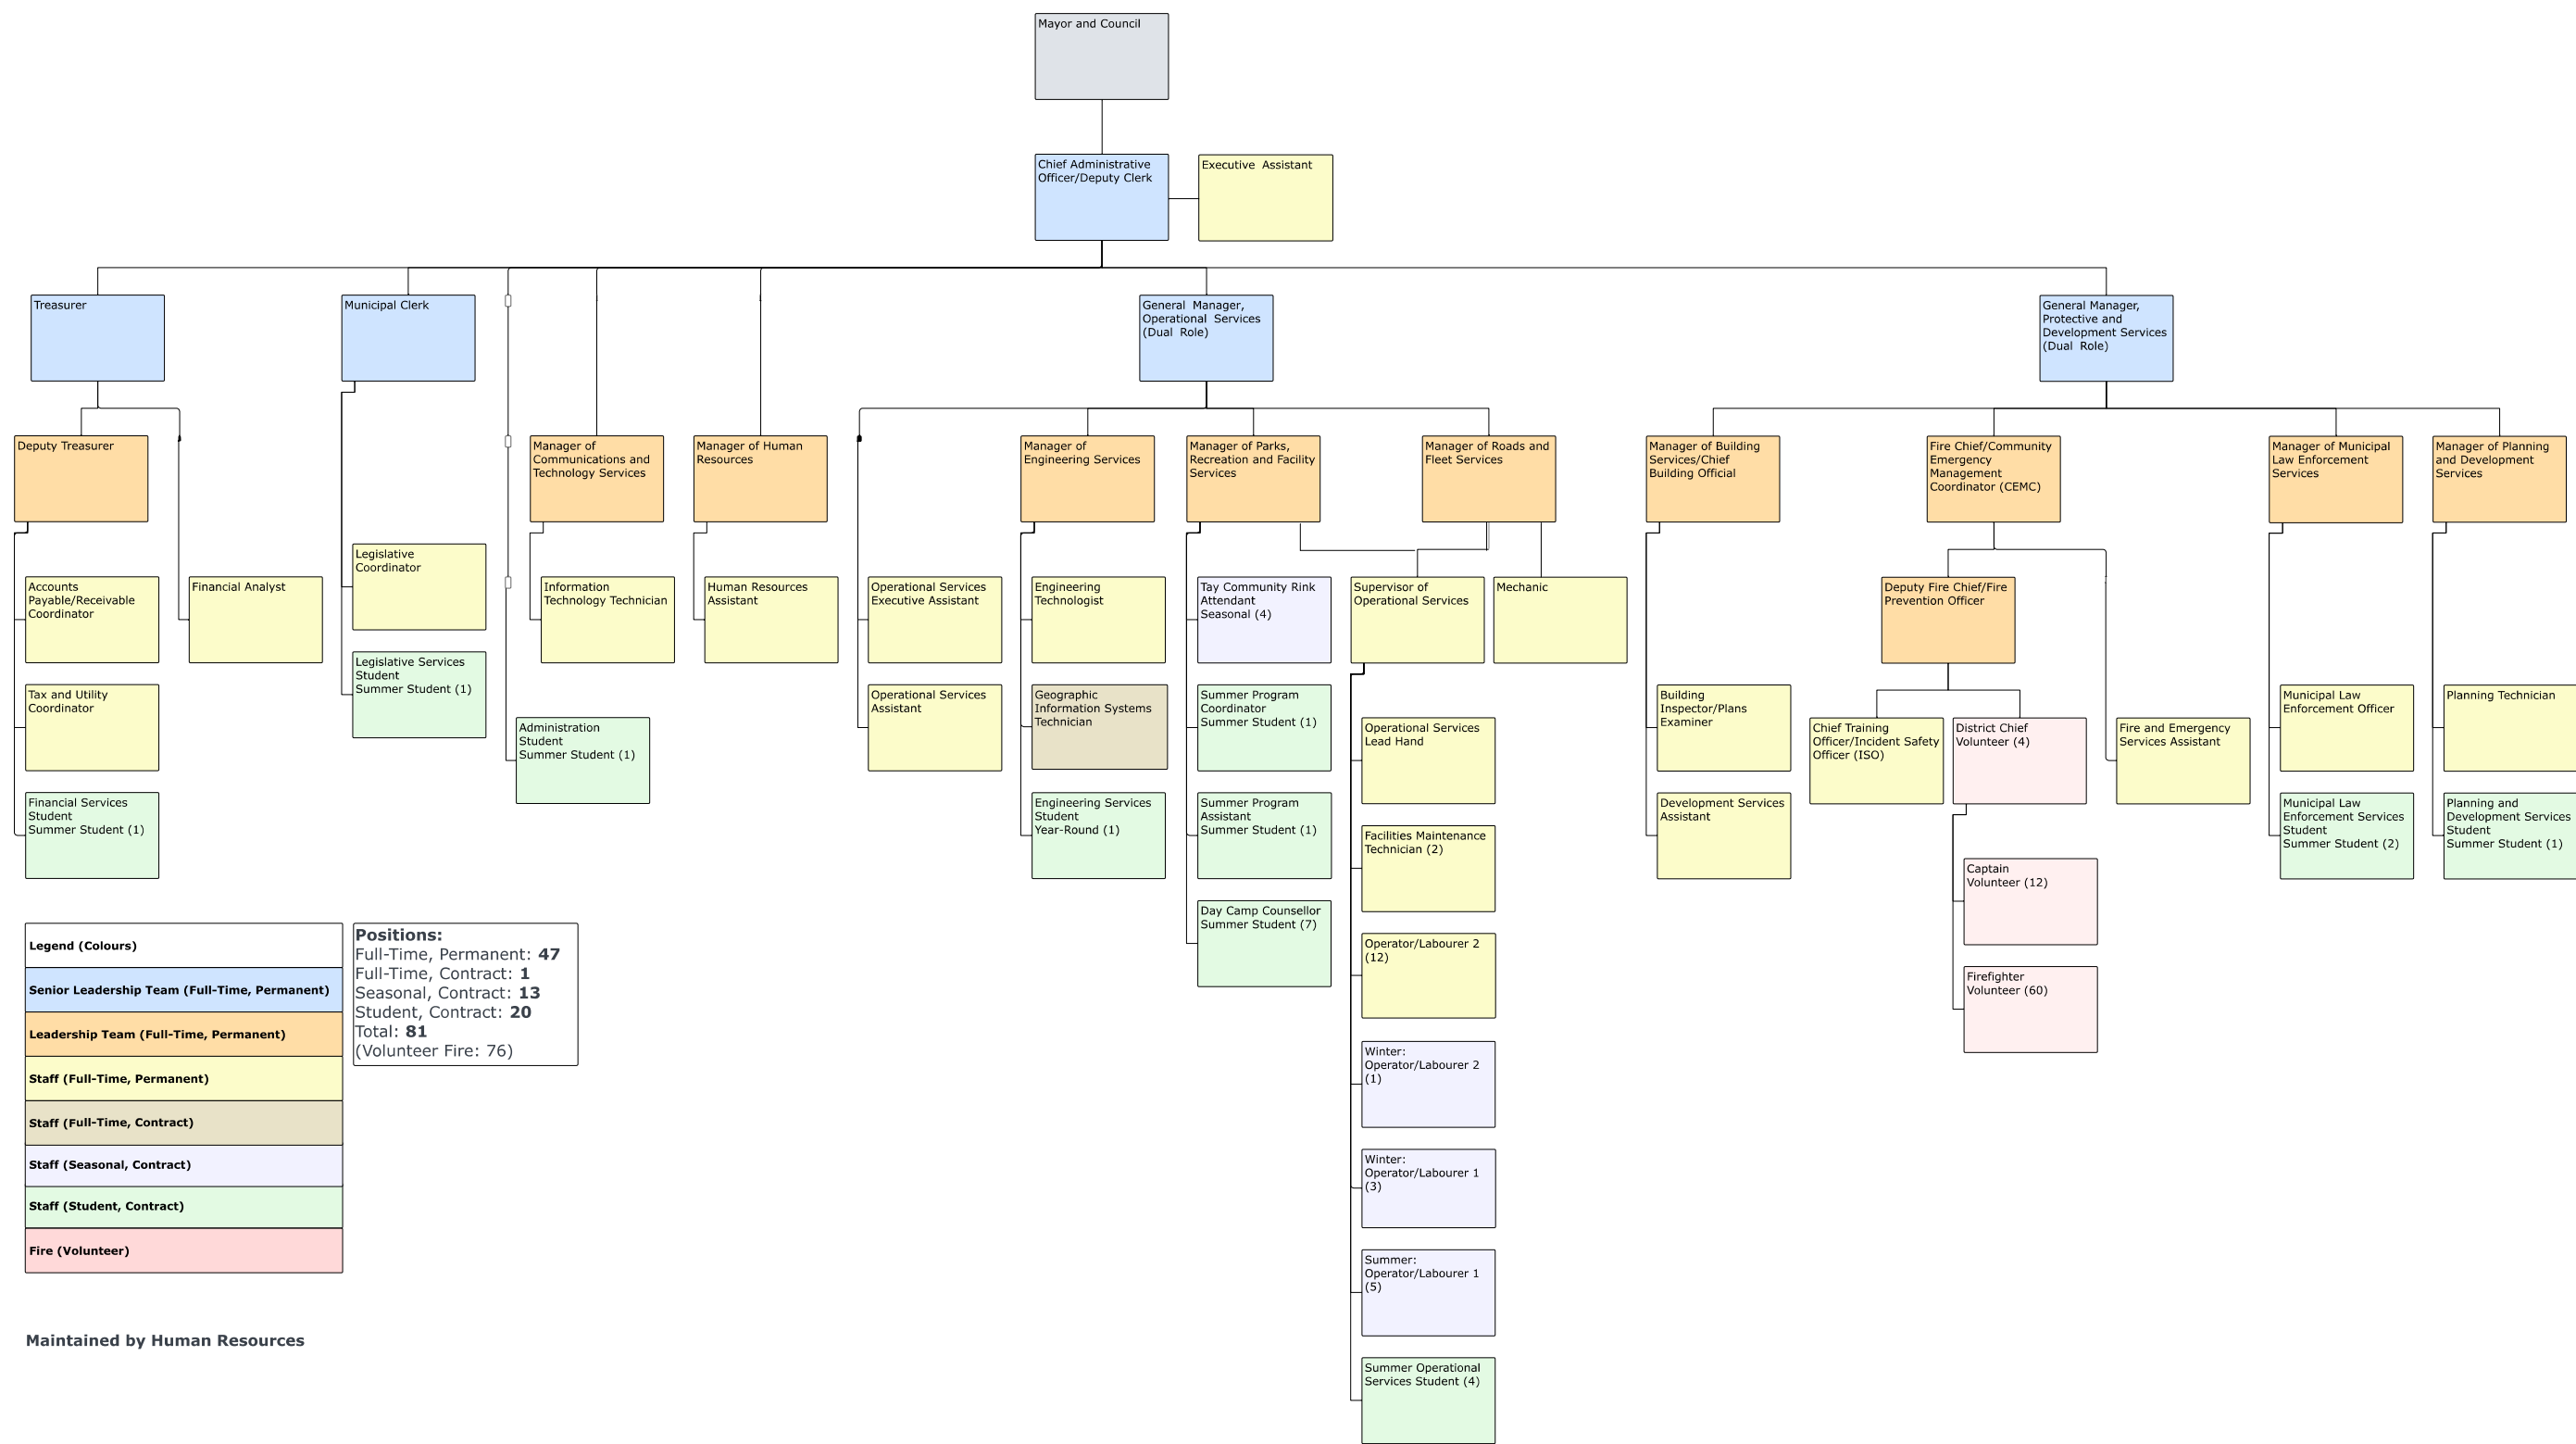 Mayor and Council
Chief Administrative
Officer/Deputy Clerk
Executive Assistant
Treasurer
Municipal Clerk
General Manager,
Operational Services
(Dual Role)
General Manager,
Protective and
Development Services
(Dual Role)
Deputy Treasurer
Manager of
Communications and
Technology Services
Manager of Human
Resources
Manager of
Engineering Services
Manager of Parks,
Recreation and Facility
Services
Manager of Roads and
Fleet Services
Manager of Building
Services/Chief
Building Official
Fire Chief/Community
Emergency
Management
Coordinator (CEMC)
Manager of Municipal
Law Enforcement
Services
Manager of Planning
and Development
Services
Accounts
Payable/Receivable
Coordinator
Financial Analyst
Legislative
Coordinator
Information
Technology Technician
Human Resources
Assistant
Operational Services
Executive Assistant
Engineering
Technologist
Tay Community Rink
Attendant
Seasonal (4)
Supervisor of
Operational Services
Mechanic
Deputy Fire Chief/Fire
Prevention Officer
Legislative Services
Student
Summer Student (1)
Tax and Utility
Coordinator
Administration
Student
Summer Student (1)
Operational Services
Assistant
Geographic
Information Systems
Technician
Summer Program
Coordinator
Summer Student (1)
Operational Services
Lead Hand
Building
Inspector/Plans
Examiner
Chief Training
Officer/Incident Safety
Officer (ISO)
District Chief
Volunteer (4)
Fire and Emergency
Services Assistant
Municipal Law
Enforcement Officer
Planning Technician
Financial Services
Student
Summer Student (1)
Engineering Services
Student
Year-Round (1)
Summer Program
Assistant
Summer Student (1)
Facilities Maintenance
Technician (2)
Development Services
Assistant
Captain
Volunteer (12)
Municipal Law
Enforcement Services
Student
Summer Student (2)
Planning and
Development Services
Student
Summer Student (1)
Day Camp Counsellor
Summer Student (7)
Operator/Labourer 2
(12)
Firefighter
Volunteer (60)
Winter:
Operator/Labourer 2
(1)
Winter:
Operator/Labourer 1
(3)
Summer:
Operator/Labourer 1
(5)
Summer Operational
Services Student (4)
Legend (Colours)
Senior Leadership Team (Full-Time, Permanent)
Leadership Team (Full-Time, Permanent)
Staff (Full-Time, Permanent)
Staff (Full-Time, Contract)
Staff (Seasonal, Contract)
Staff (Student, Contract)
Fire (Volunteer)
Positions:
Full-Time, Permanent: 47
Full-Time, Contract: 1
Seasonal, Contract: 13
Student, Contract: 20
Total: 81
(Volunteer Fire: 76)
Maintained by Human Resources